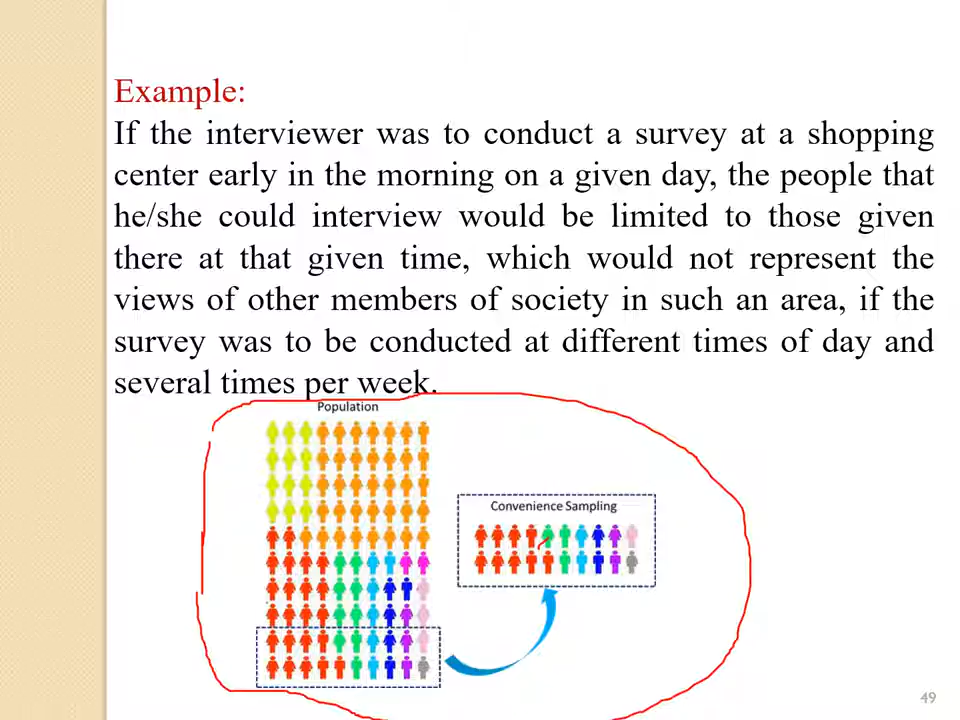 Example:
If the interviewer was to conduct a survey at a shopping
center early in the morning on a given day, the people that
he/she could interview would be limited to those given
there at that given time, which would not represent the
views of other members of society in such an area, if the
survey was to be conducted at different times of day and
several times per week.
Population
Convenience Sampling
49